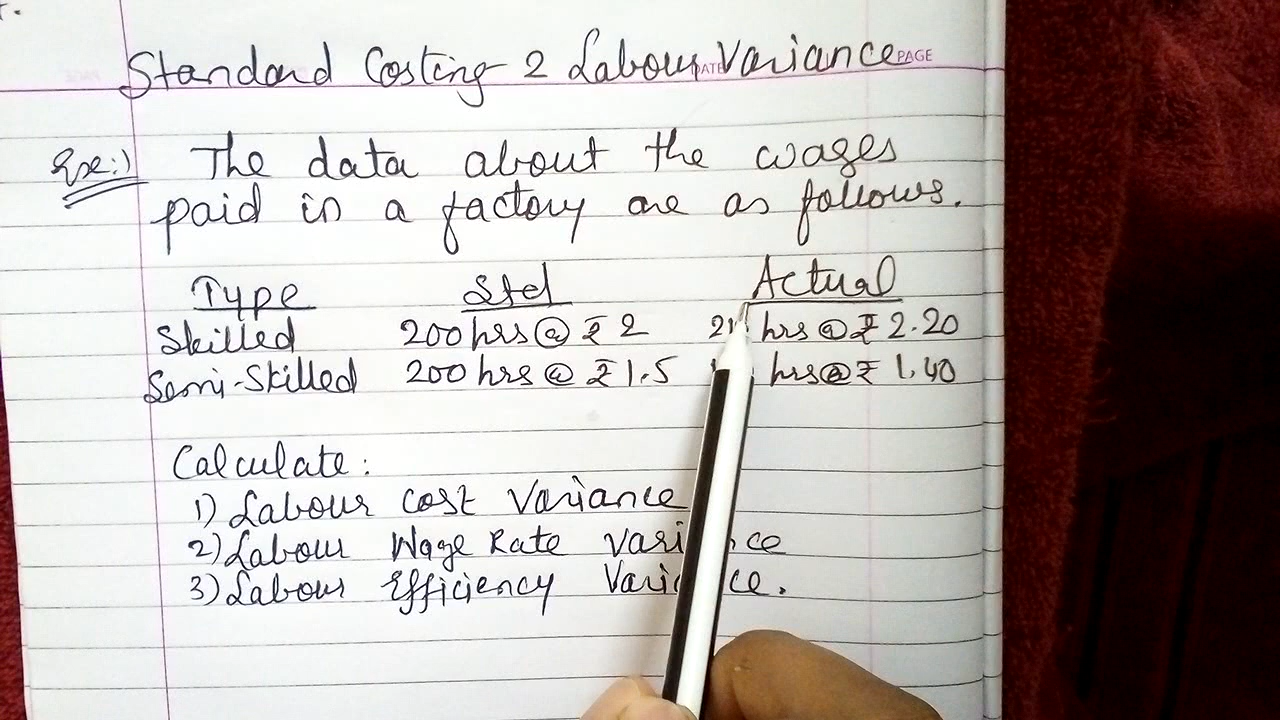 Standard Costing 2 Labour Variance
PAGE
Ex:) The data about the wages
paid in a factory are as follows.
Type Std Actual
Skilled 200 hrs @ ₹ 2 hrs @ ₹ 2.20
Semi-Skilled 200 hrs @ ₹ 1.5 hrs @ ₹ 1.40
Calculate:
1) Labour Cost Variance
2) Labour Wage Rate
3) Labour Efficiency